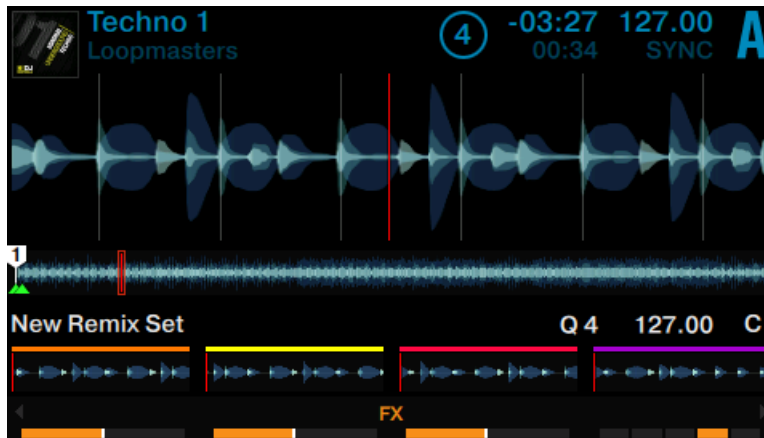 Techno 1
Loopmasters
4
-03:27
127.00
A
00:34
SYNC
1
New Remix Set
Q 4
127.00
C
FX